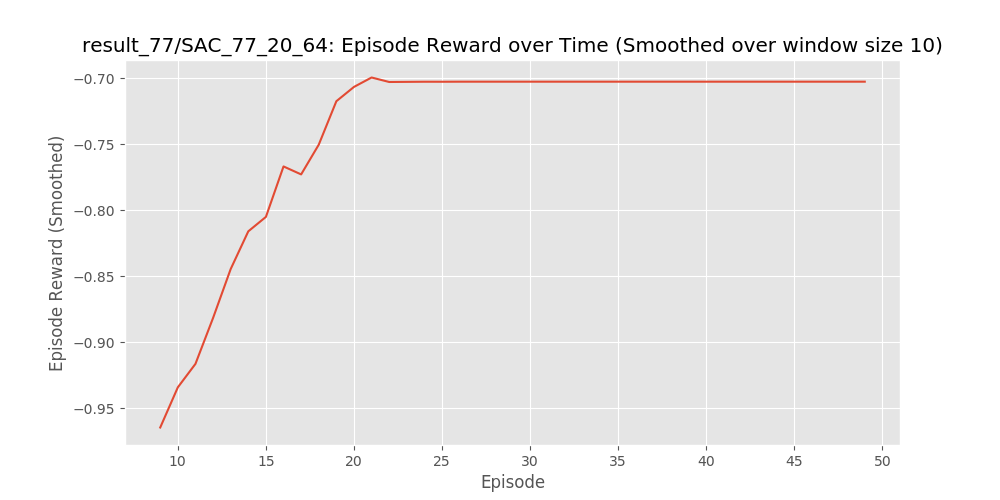 result_77/SAC_77_20_64: Episode Reward over Time (Smoothed over window size 10)
Episode Reward (Smoothed)
−0.70
−0.75
−0.80
−0.85
−0.90
−0.95
10 15 20 25 30 35 40 45 50
Episode